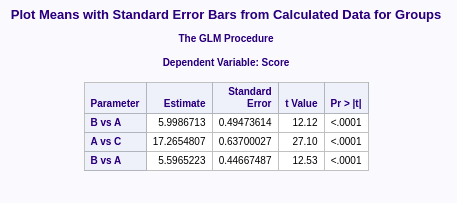 Plot Means with Standard Error Bars from Calculated Data for Groups
The GLM Procedure
Dependent Variable: Score
Parameter Estimate Standard Error t Value Pr > |t|
B vs A 5.9986713 0.49473614 12.12 <.0001
A vs C 17.2654807 0.63700027 27.10 <.0001
B vs A 5.5965223 0.44667487 12.53 <.0001